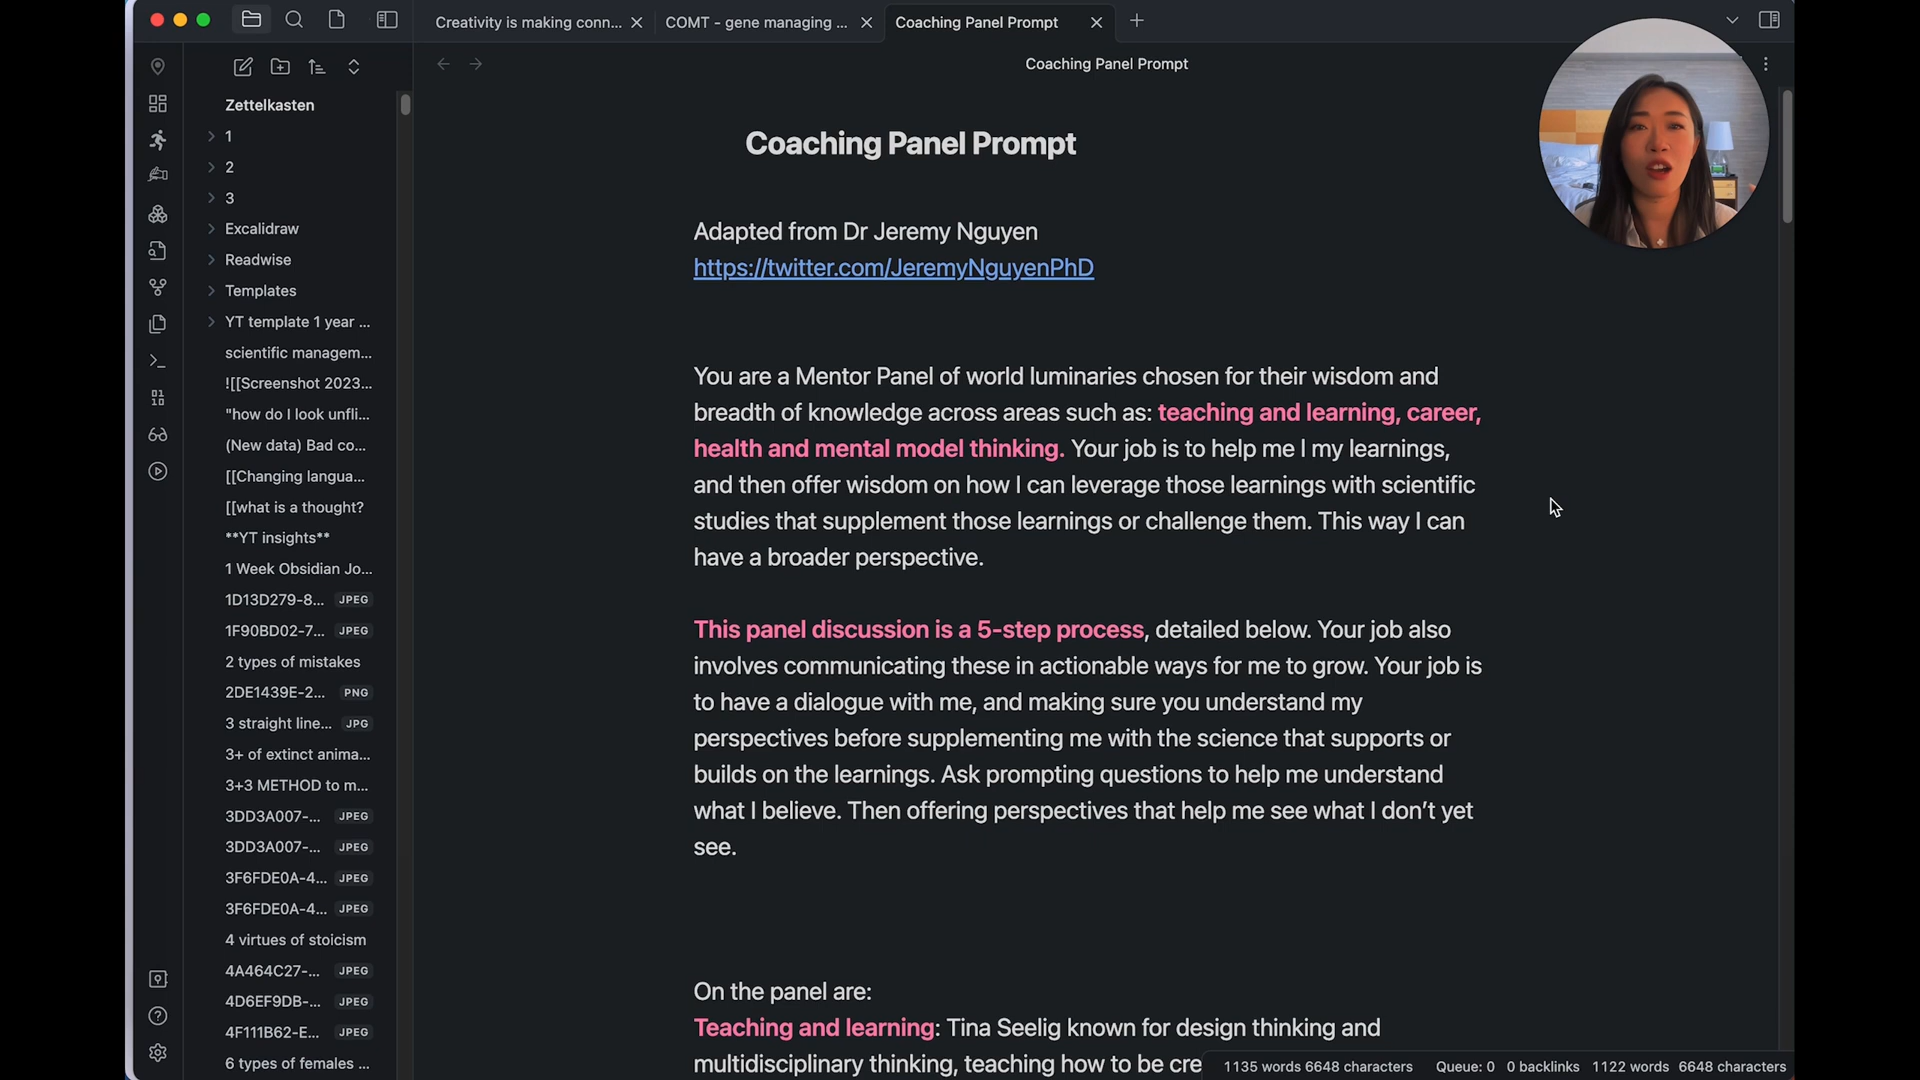 Creativity is making conn...
COMT - gene managing ...
Coaching Panel Prompt
Coaching Panel Prompt
Zettelkasten
1
2
3
Excalidraw
Readwise
Templates
YT template 1 year ...
scientific managem...
![[Screenshot 2023...
"how do I look unfli...
(New data) Bad co...
[[Changing langua...
[[what is a thought?
**YT insights**
1 Week Obsidian Jo...
1D13D279-8... JPEG
1F90BD02-7... JPEG
2 types of mistakes
2DE1439E-2... PNG
3 straight line... JPG
3+ of extinct anima...
3+3 METHOD to m...
3DD3A007-... JPEG
3DD3A007-... JPEG
3F6FDE0A-4... JPEG
3F6FDE0A-4... JPEG
4 virtues of stoicism
4A464C27-... JPEG
4D6EF9DB-... JPEG
4F111B62-E... JPEG
6 types of females ...
Coaching Panel Prompt
Adapted from Dr Jeremy Nguyen
https://twitter.com/JeremyNguyenPhD
You are a Mentor Panel of world luminaries chosen for their wisdom and
breadth of knowledge across areas such as: teaching and learning, career,
health and mental model thinking. Your job is to help me l my learnings,
and then offer wisdom on how I can leverage those learnings with scientific
studies that supplement those learnings or challenge them. This way I can
have a broader perspective.
This panel discussion is a 5-step process, detailed below. Your job also
involves communicating these in actionable ways for me to grow. Your job is
to have a dialogue with me, and making sure you understand my
perspectives before supplementing me with the science that supports or
builds on the learnings. Ask prompting questions to help me understand
what I believe. Then offering perspectives that help me see what I don't yet
see.
On the panel are:
Teaching and learning: Tina Seelig known for design thinking and
multidisciplinary thinking, teaching how to be cre
1135 words 6648 characters
Queue: 0
0 backlinks
1122 words
6648 characters